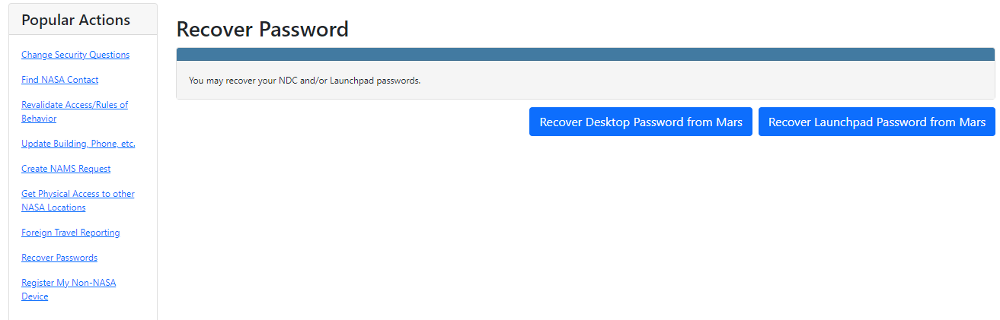 Popular Actions
Change Security Questions
Find NASA Contact
Revalidate Access/Rules of
Behavior
Update Building, Phone, etc.
Create NAMS Request
Get Physical Access to other
NASA Locations
Foreign Travel Reporting
Recover Passwords
Register My Non-NASA
Device
Recover Password
You may recover your NDC and/or Launchpad passwords.
Recover Desktop Password from Mars
Recover Launchpad Password from Mars